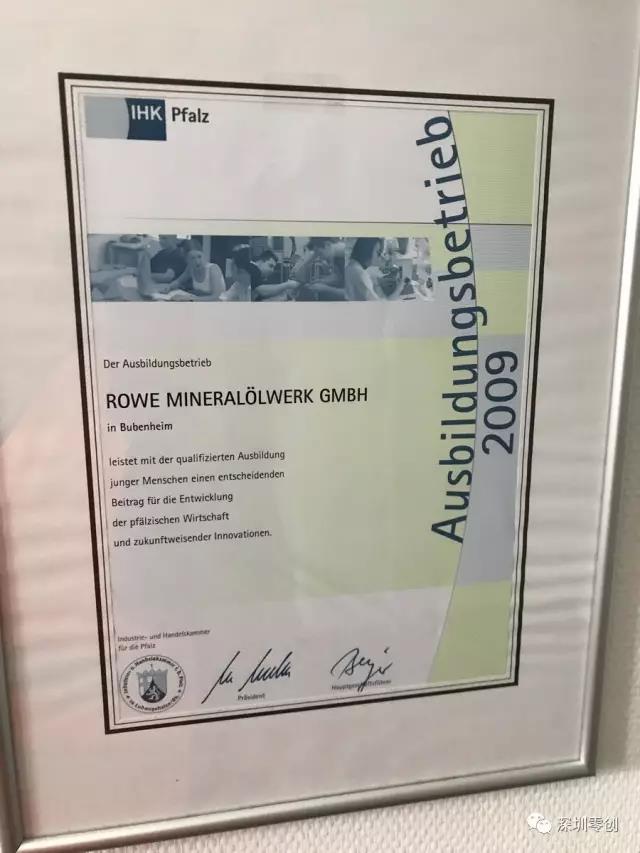 IHK Pfalz
Ausbildungsbetrieb
2009
Der Ausbildungsbetrieb
ROWE MINERALÖLWERK GMBH
in Bubenheim
leistet mit der qualifizierten Ausbildung
junger Menschen einen entscheidenden
Beitrag für die Entwicklung
der pfälzischen Wirtschaft
und zukunftweisender Innovationen.
Industrie- und Handelskammer
für die Pfalz
Präsident
Hauptgeschäftsführer
深圳零创